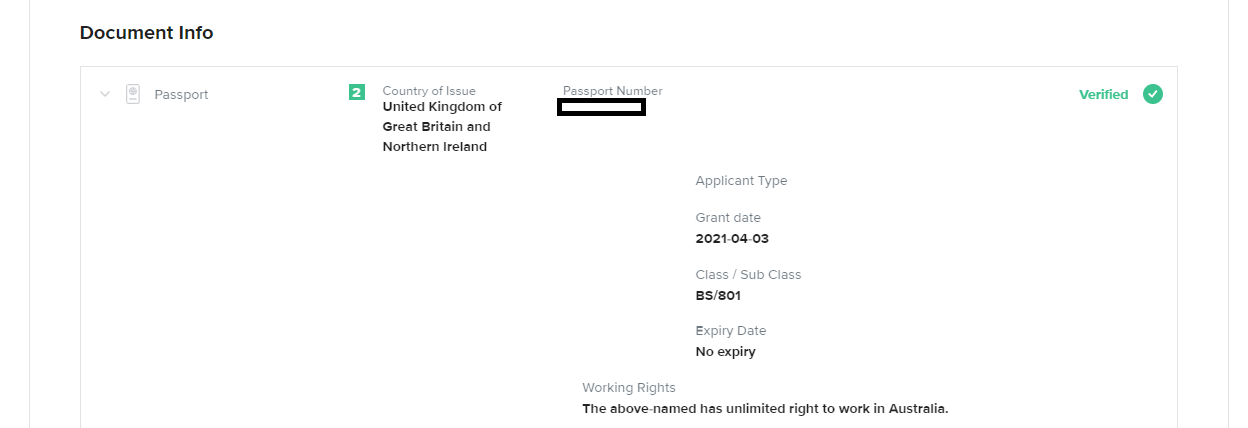 Document Info
Passport
2
Country of Issue
United Kingdom of
Great Britain and
Northern Ireland
Passport Number
Verified
Applicant Type
Grant date
2021-04-03
Class / Sub Class
BS/801
Expiry Date
No expiry
Working Rights
The above-named has unlimited right to work in Australia.